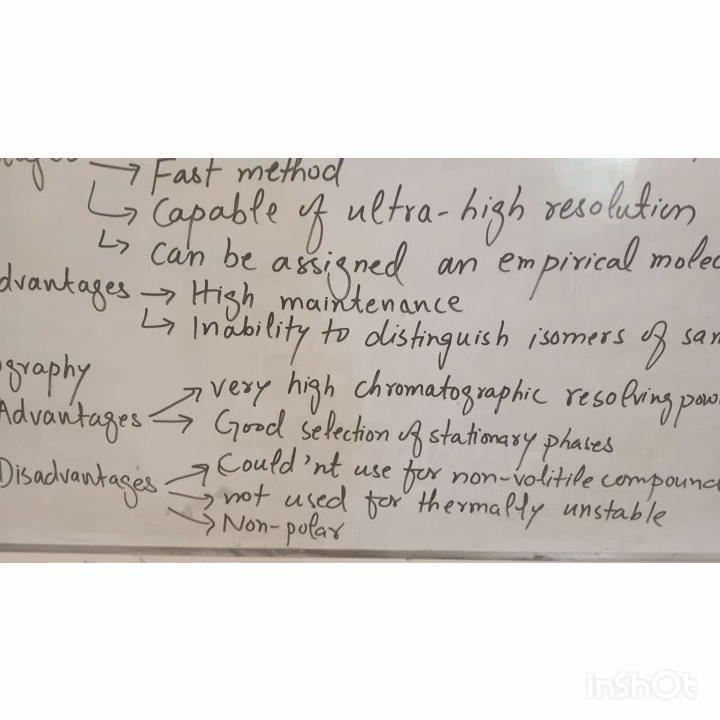 → Fast method
↳ Capable of ultra-high resolution
↳ Can be assigned an empirical molec
dvantages → High maintenance
↳ Inability to distinguish isomers of sam
graphy
Advantages → very high chromatographic resolving pow
→ Good selection of stationary phases
Disadvantages → Could'nt use for non-volitile compound
→ not used for thermally unstable
→ Non-polar
InShOt